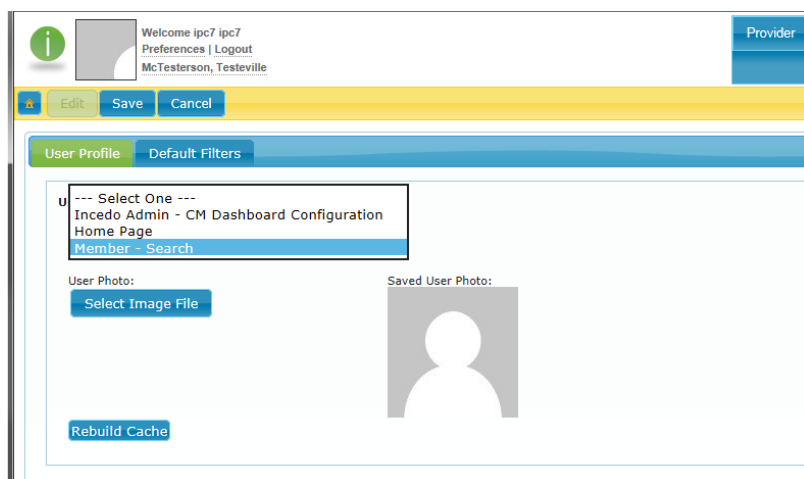 Welcome ipc7 ipc7
Preferences | Logout
McTesterson, Testeville
Provider
Edit Save Cancel
User Profile Default Filters
U
--- Select One ---
Incedo Admin - CM Dashboard Configuration
Home Page
Member - Search
User Photo: Saved User Photo:
Select Image File
Rebuild Cache